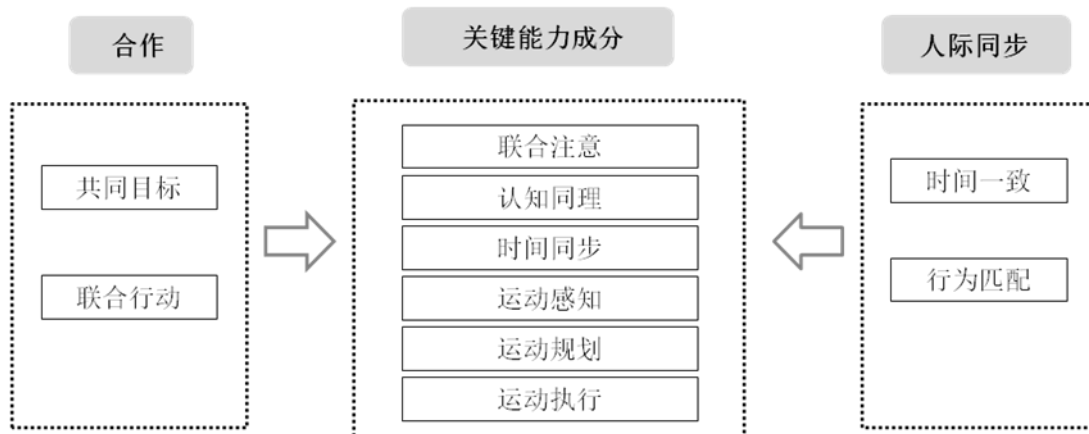 合作
关键能力成分
人际同步
共同目标
联合行动
联合注意
认知同理
时间同步
运动感知
运动规划
运动执行
时间一致
行为匹配